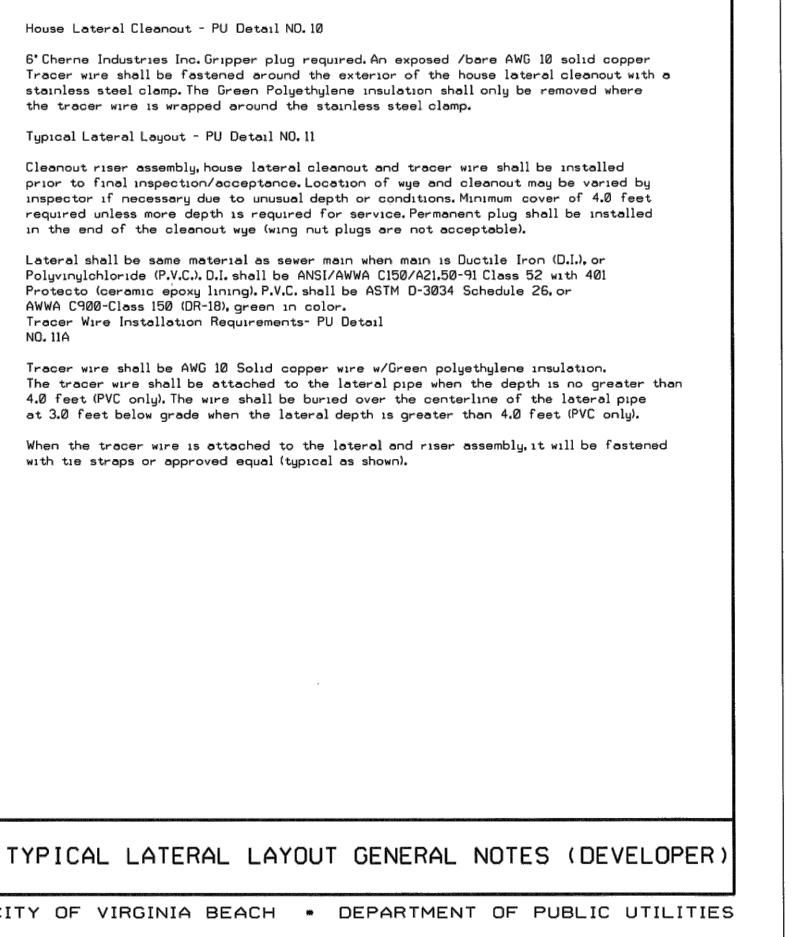 House Lateral Cleanout - PU Detail NO. 10
6" Cherne Industries Inc. Gripper plug required. An exposed /bare AWG 10 solid copper
Tracer wire shall be fastened around the exterior of the house lateral cleanout with a
stainless steel clamp. The Green Polyethylene insulation shall only be removed where
the tracer wire is wrapped around the stainless steel clamp.
Typical Lateral Layout - PU Detail NO. 11
Cleanout riser assembly, house lateral cleanout and tracer wire shall be installed
prior to final inspection/acceptance. Location of wye and cleanout may be varied by
inspector if necessary due to unusual depth or conditions. Minimum cover of 4.0 feet
required unless more depth is required for service. Permanent plug shall be installed
in the end of the cleanout wye (wing nut plugs are not acceptable).
Lateral shall be same material as sewer main when main is Ductile Iron (D.I.), or
Polyvinylchloride (P.V.C.). D.I. shall be ANSI/AWWA C150/A21.50-91 Class 52 with 401
Protecto (ceramic epoxy lining). P.V.C. shall be ASTM D-3034 Schedule 26, or
AWWA C900-Class 150 (DR-18), green in color.
Tracer Wire Installation Requirements- PU Detail
NO. 11A
Tracer wire shall be AWG 10 Solid copper wire w/Green polyethylene insulation.
The tracer wire shall be attached to the lateral pipe when the depth is no greater than
4.0 feet (PVC only). The wire shall be buried over the centerline of the lateral pipe
at 3.0 feet below grade when the lateral depth is greater than 4.0 feet (PVC only).
When the tracer wire is attached to the lateral and riser assembly, it will be fastened
with tie straps or approved equal (typical as shown).
TYPICAL LATERAL LAYOUT GENERAL NOTES (DEVELOPER)
CITY OF VIRGINIA BEACH * DEPARTMENT OF PUBLIC UTILITIES